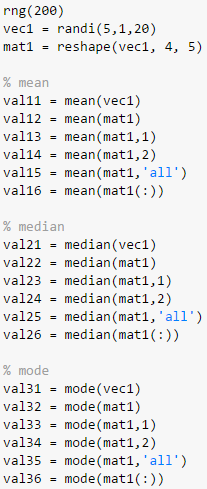 rng(200)
vec1 = randi(5,1,20)
mat1 = reshape(vec1, 4, 5)
% mean
val11 = mean(vec1)
val12 = mean(mat1)
val13 = mean(mat1,1)
val14 = mean(mat1,2)
val15 = mean(mat1,'all')
val16 = mean(mat1(:))
% median
val21 = median(vec1)
val22 = median(mat1)
val23 = median(mat1,1)
val24 = median(mat1,2)
val25 = median(mat1,'all')
val26 = median(mat1(:))
% mode
val31 = mode(vec1)
val32 = mode(mat1)
val33 = mode(mat1,1)
val34 = mode(mat1,2)
val35 = mode(mat1,'all')
val36 = mode(mat1(:))